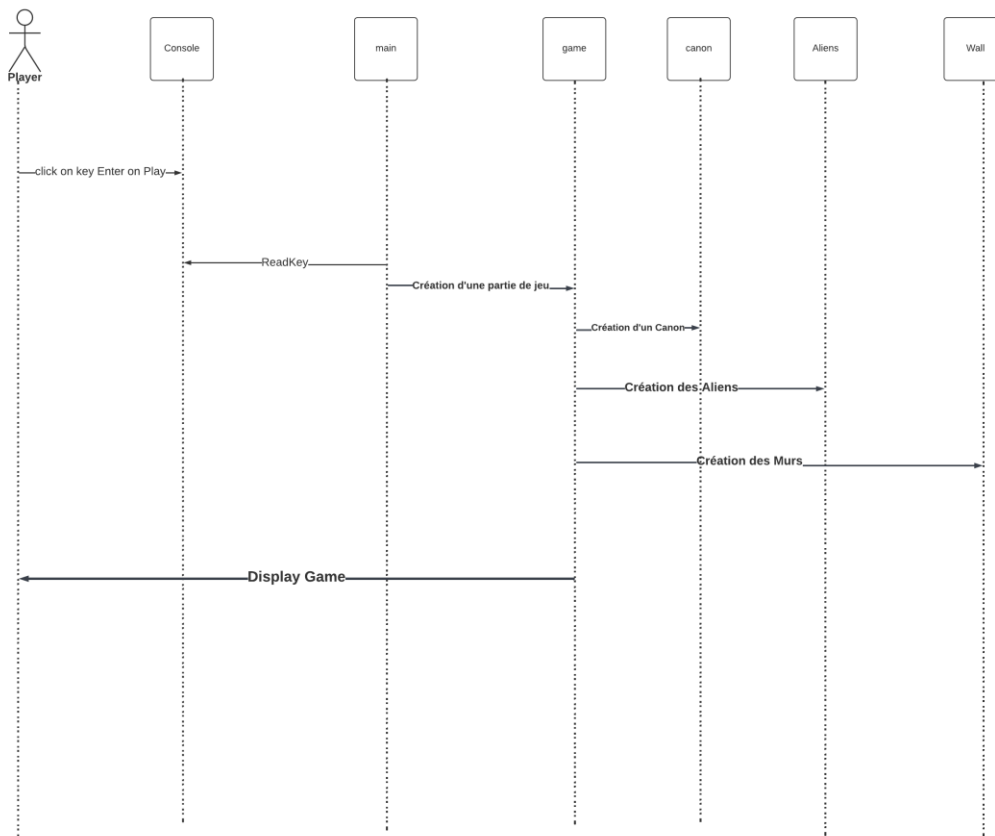 Player
Console
main
game
canon
Aliens
Wall
click on key Enter on Play
ReadKey
Création d'une partie de jeu
Création d'un Canon
Création des Aliens
Création des Murs
Display Game